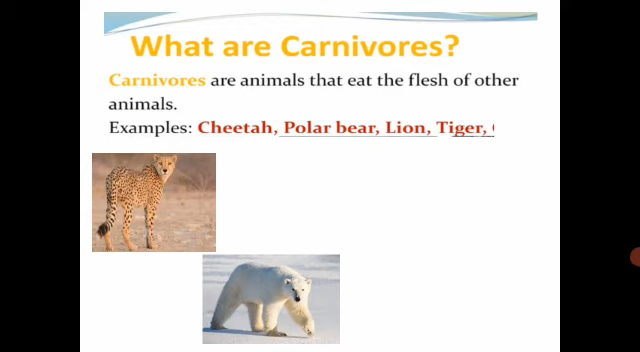 What are Carnivores?
Carnivores are animals that eat the flesh of other
animals.
Examples: Cheetah, Polar bear, Lion, Tiger,